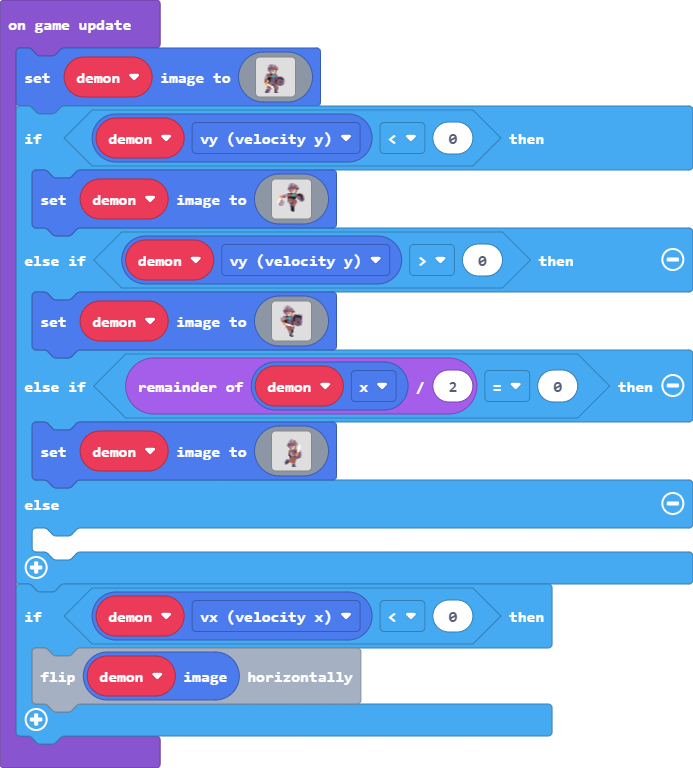 on game update
set demon image to
if demon vy (velocity y) < 0 then
set demon image to
else if demon vy (velocity y) > 0 then
set demon image to
else if remainder of demon x / 2 = 0 then
set demon image to
else
if demon vx (velocity x) < 0 then
flip demon image horizontally